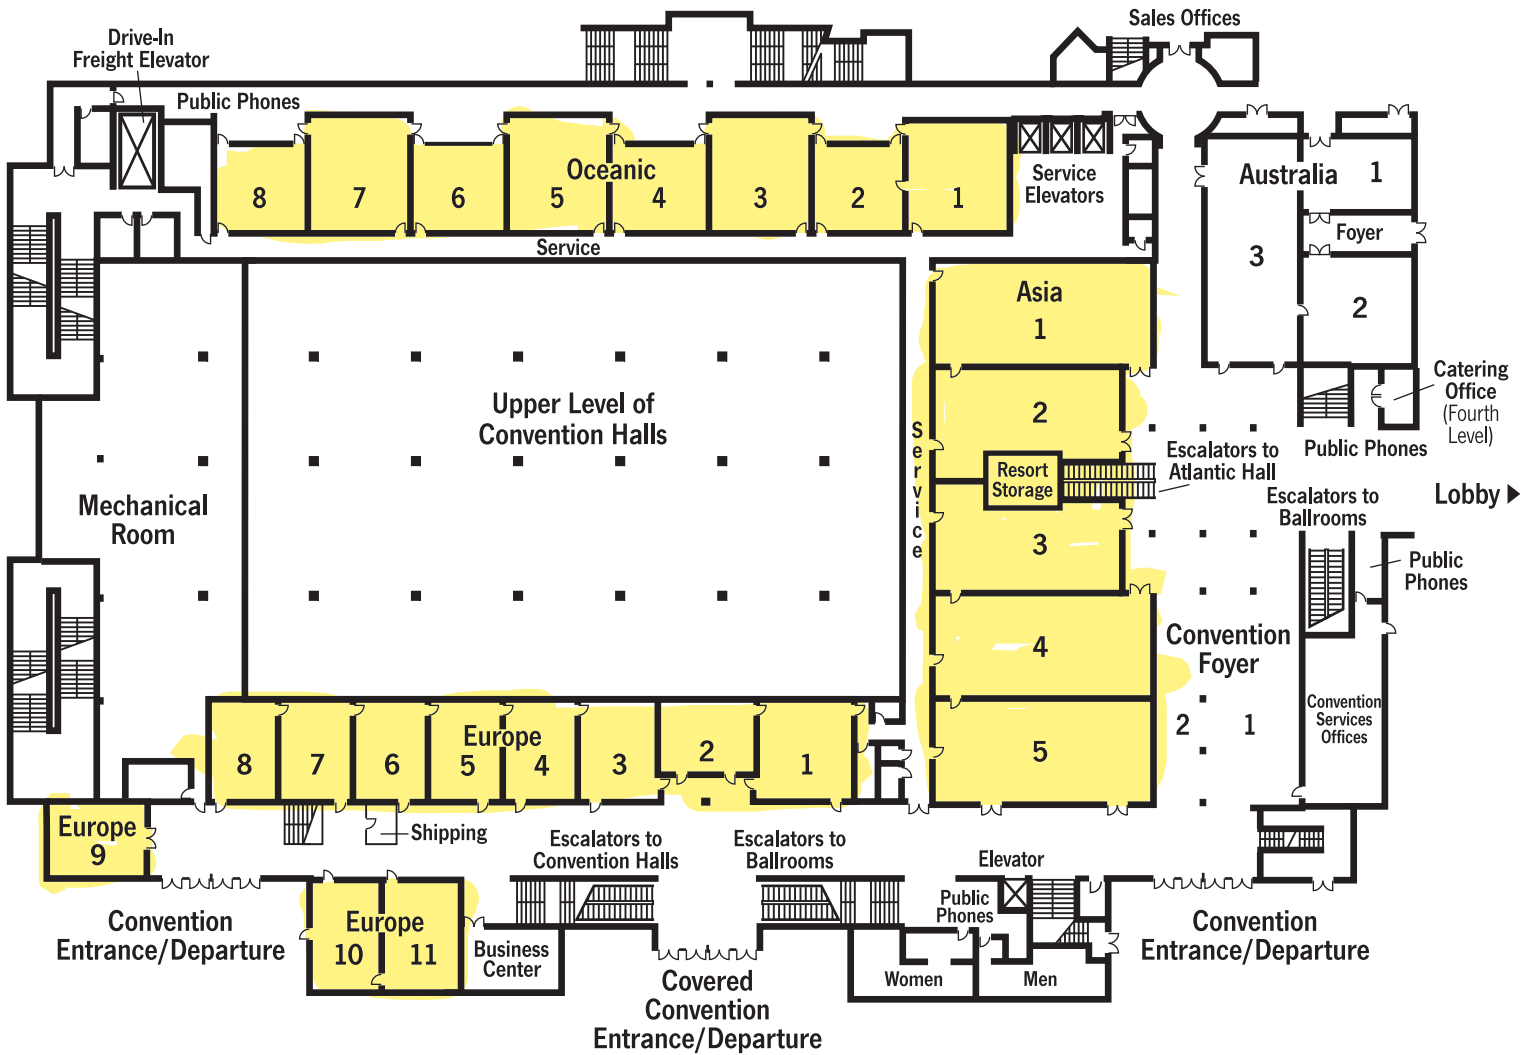 Sales Offices
Drive-In
Freight Elevator
Public Phones
Oceanic
8
7
6
5
4
3
2
1
Service
Elevators
Australia
1
Foyer
3
2
Service
Asia
1
2
Catering
Office
(Fourth
Level)
Upper Level of
Convention Halls
Service
Resort
Storage
Escalators to
Atlantic Hall
Public Phones
Lobby
Escalators to
Ballrooms
Mechanical
Room
3
Public
Phones
4
Convention
Foyer
Convention
Services
Offices
2
1
5
Europe
8
7
6
5
4
3
2
1
Europe
9
Shipping
Escalators to
Convention Halls
Escalators to
Ballrooms
Elevator
Public
Phones
Europe
10
11
Business
Center
Women
Men
Convention
Entrance/Departure
Covered
Convention
Entrance/Departure
Convention
Entrance/Departure